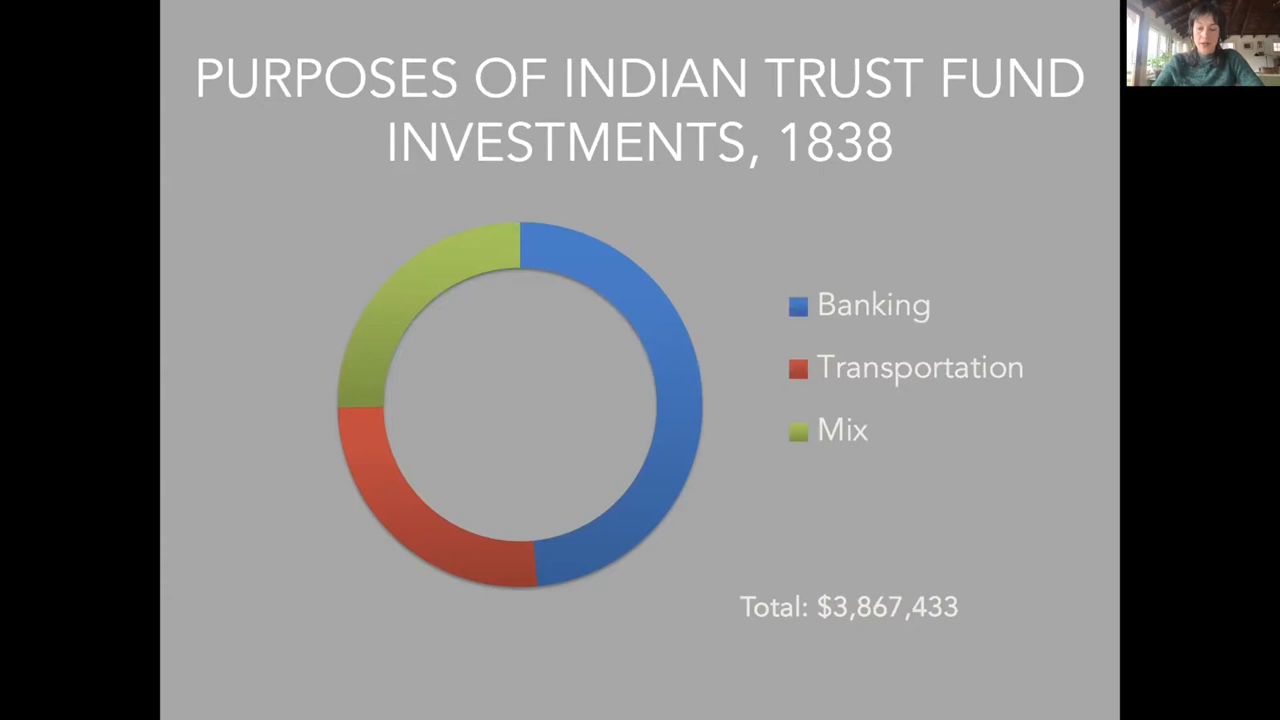 PURPOSES OF INDIAN TRUST FUND
INVESTMENTS, 1838
Banking
Transportation
Mix
Total: $3,867,433